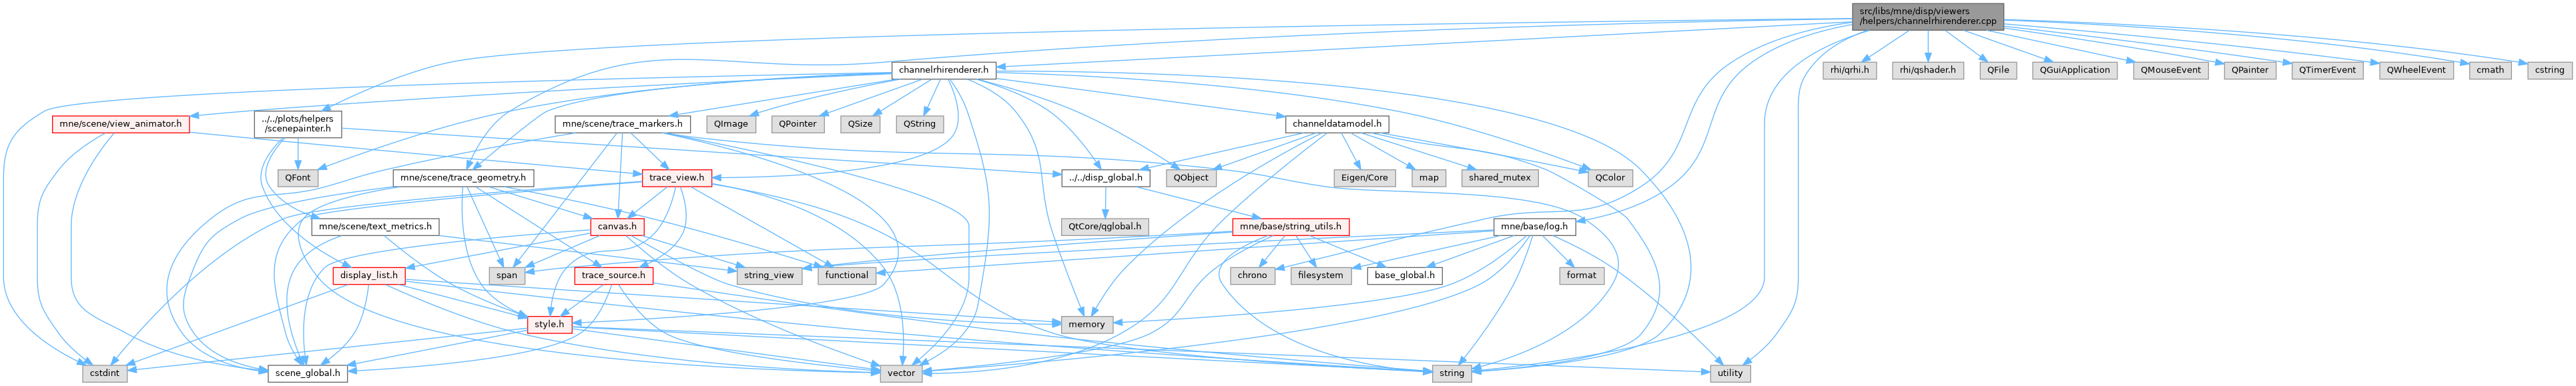 src/libs/mne/disp/viewers
/helpers/channelrhirenderer.cpp
channelrhirenderer.h
rhi/qrhi.h
rhi/qshader.h
QFile
QGuiApplication
QMouseEvent
QPainter
QTimerEvent
QWheelEvent
cmath
cstring
mne/scene/view_animator.h
../../plots/helpers
/scenepainter.h
mne/scene/trace_markers.h
QImage
QPointer
QSize
QString
channeldatamodel.h
QFont
mne/scene/trace_geometry.h
trace_view.h
../../disp_global.h
QObject
Eigen/Core
map
shared_mutex
QColor
mne/scene/text_metrics.h
canvas.h
QtCore/qglobal.h
mne/base/string_utils.h
mne/base/log.h
display_list.h
span
trace_source.h
string_view
functional
chrono
filesystem
base_global.h
format
style.h
memory
cstdint
scene_global.h
vector
string
utility